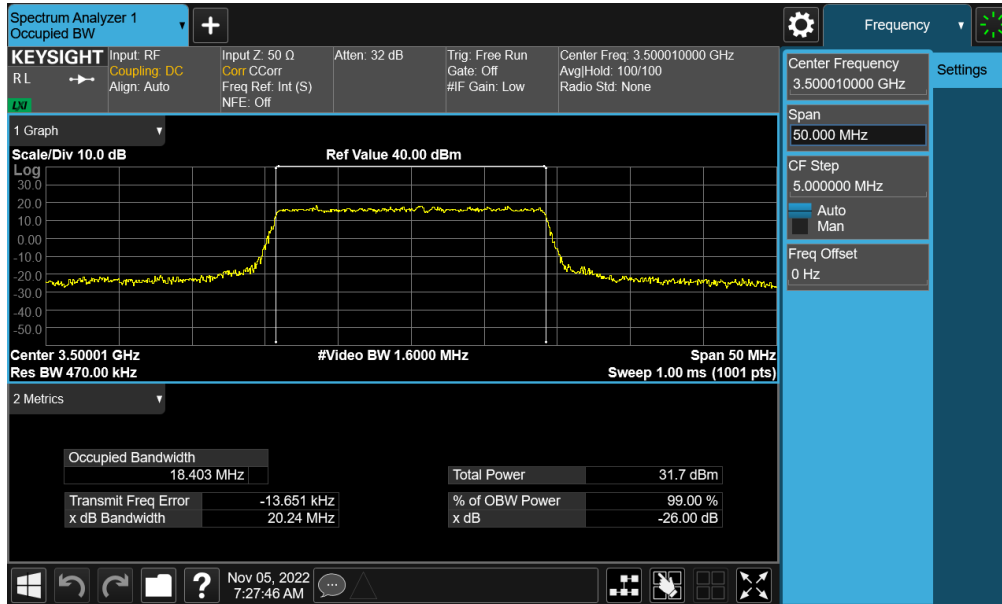 Spectrum Analyzer 1
Occupied BW
Frequency
KEYSIGHT
R L
LXI
Input: RF
Coupling: DC
Align: Auto
Input Z: 50 Ω
Corr CCorr
Freq Ref: Int (S)
NFE: Off
Atten: 32 dB
Trig: Free Run
Gate: Off
#IF Gain: Low
Center Freq: 3.500010000 GHz
Avg|Hold: 100/100
Radio Std: None
Center Frequency
3.500010000 GHz
Settings
Span
50.000 MHz
CF Step
5.000000 MHz
Auto
Man
Freq Offset
0 Hz
1 Graph
Scale/Div 10.0 dB
Ref Value 40.00 dBm
Log
30.0
20.0
10.0
0.00
-10.0
-20.0
-30.0
-40.0
-50.0
Center 3.50001 GHz
#Video BW 1.6000 MHz
Span 50 MHz
Res BW 470.00 kHz
Sweep 1.00 ms (1001 pts)
2 Metrics
Occupied Bandwidth
18.403 MHz
Total Power 31.7 dBm
Transmit Freq Error -13.651 kHz
% of OBW Power 99.00 %
x dB Bandwidth 20.24 MHz
x dB -26.00 dB
?
Nov 05, 2022
7:27:46 AM